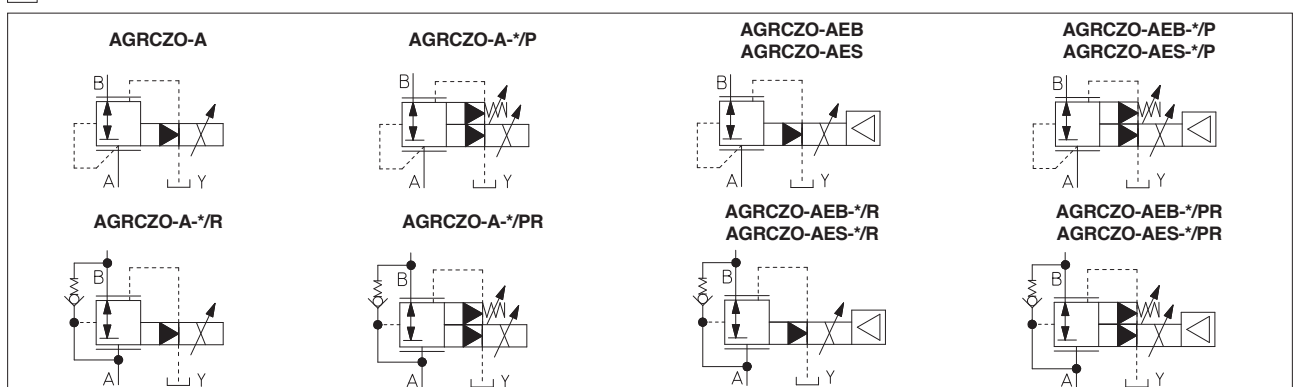 AGRCZO-A
B
A
Y
AGRCZO-A-*/P
B
A
Y
AGRCZO-AEB
AGRCZO-AES
B
A
Y
AGRCZO-AEB-*/P
AGRCZO-AES-*/P
B
A
Y
AGRCZO-A-*/R
B
A
Y
AGRCZO-A-*/PR
B
A
Y
AGRCZO-AEB-*/R
AGRCZO-AES-*/R
B
A
Y
AGRCZO-AEB-*/PR
AGRCZO-AES-*/PR
B
A
Y